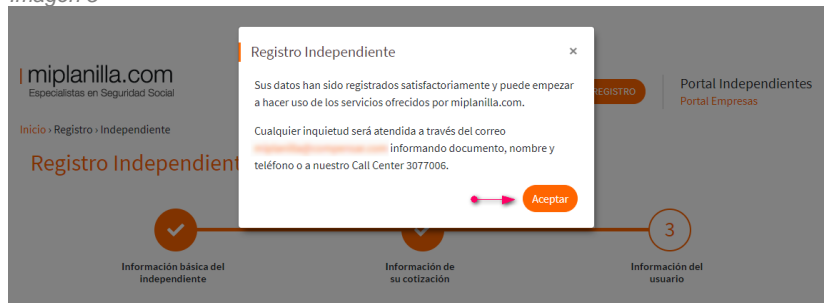 Imagen 8
Registro Independiente ×
| miplanilla.com
Especialistas en Seguridad Social
Sus datos han sido registrados satisfactoriamente y puede empezar
a hacer uso de los servicios ofrecidos por miplanilla.com.
REGISTRO
Portal Independientes
Portal Empresas
Inicio › Registro › Independiente
Cualquier inquietud será atendida a través del correo
informando documento, nombre y
teléfono o a nuestro Call Center 3077006.
Registro Independient
Aceptar
3
Información básica del
independiente
Información de
su cotización
Información del
usuario